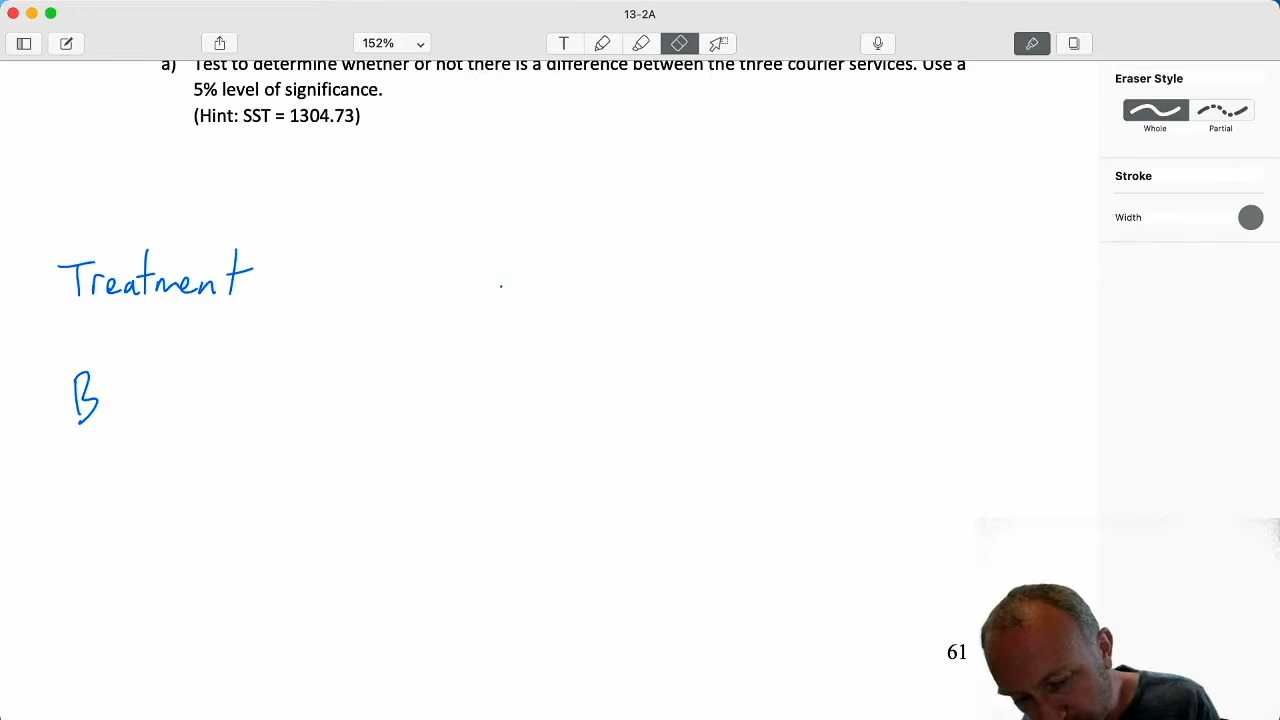 13-2A
152%
T
Eraser Style
Whole
Partial
Stroke
Width
a) Test to determine whether or not there is a difference between the three courier services. Use a
5% level of significance.
(Hint: SST = 1304.73)
Treatment
B
61